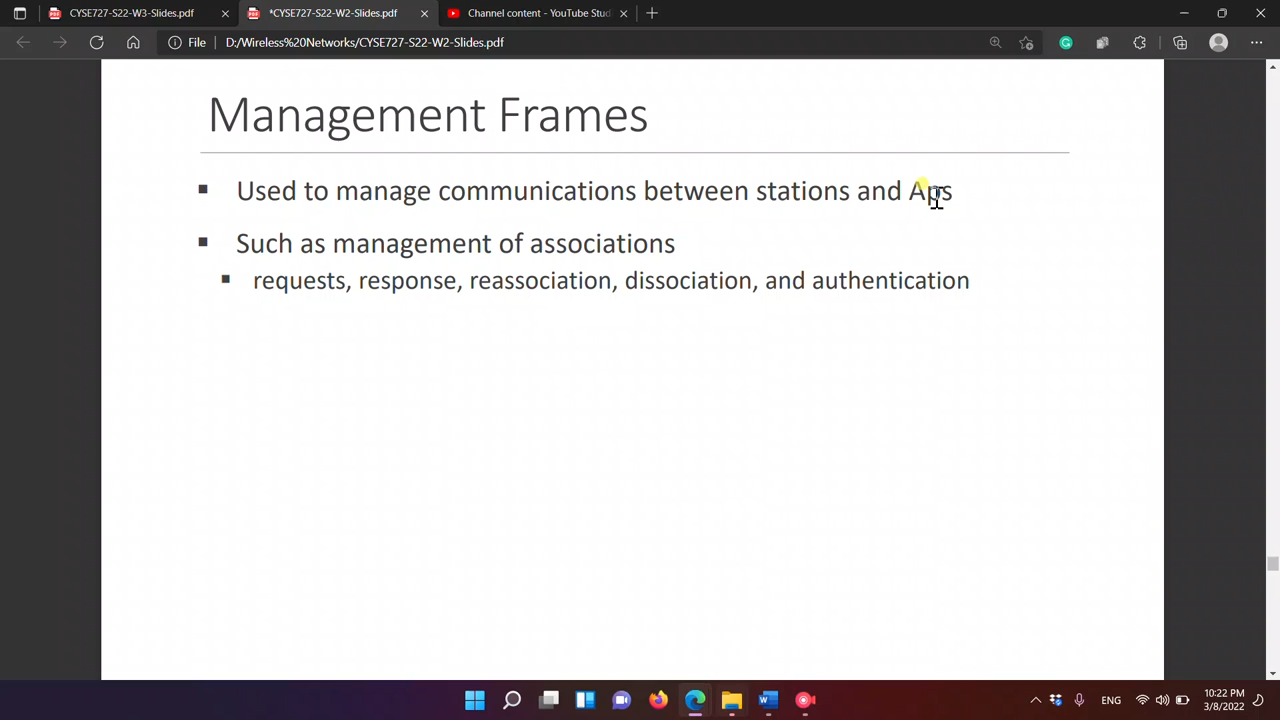 CYSE727-S22-W3-Slides.pdf
*CYSE727-S22-W2-Slides.pdf
Channel content - YouTube Stud
File
D:/Wireless%20Networks/CYSE727-S22-W2-Slides.pdf
Management Frames
Used to manage communications between stations and Aps
Such as management of associations
requests, response, reassociation, dissociation, and authentication
ENG
10:22 PM
3/8/2022